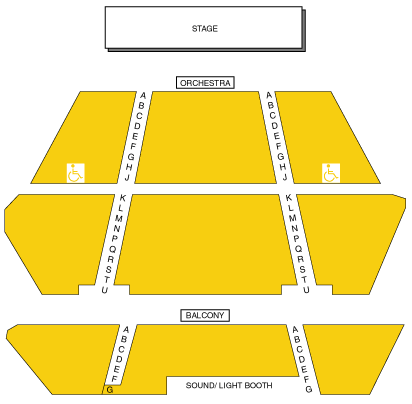 STAGE
ORCHESTRA
A A
B B
C C
D D
E E
F F
G G
H H
J J
K K
L L
M M
N N
P P
Q Q
R R
S S
T T
U U
BALCONY
A A
B B
C C
D D
E E
F F
SOUND/ LIGHT BOOTH
G G